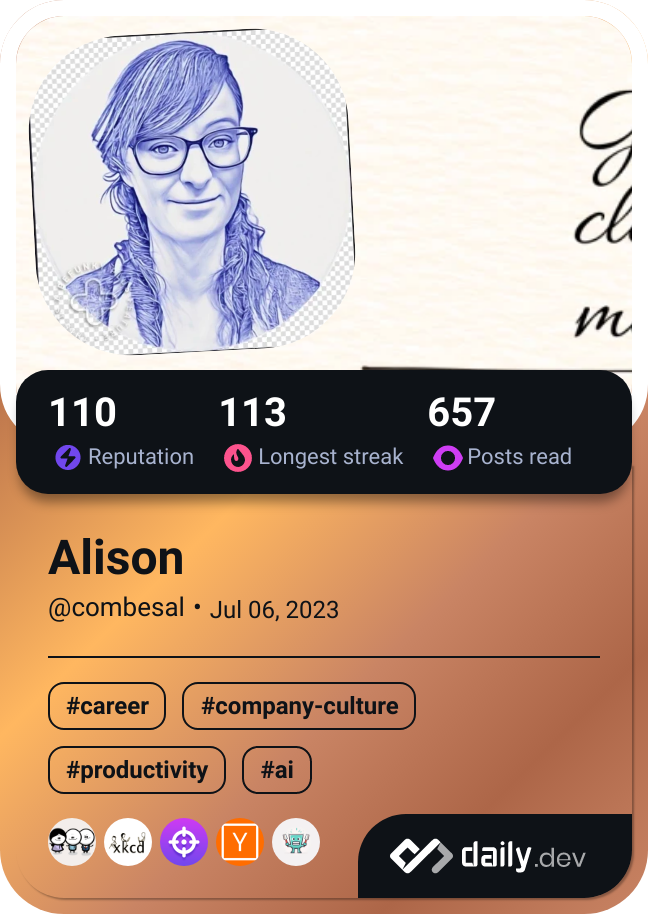 G
cl
m
110
113
657
Reputation
Longest streak
Posts read
Alison
@combesal • Jul 06, 2023
#career
#company-culture
#productivity
#ai
xkcd
Y
daily.dev